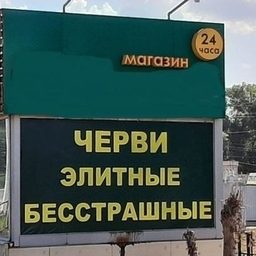 24
часа
магазин
ЧЕРВИ
ЭЛИТНЫЕ
БЕССТРАШНЫЕ